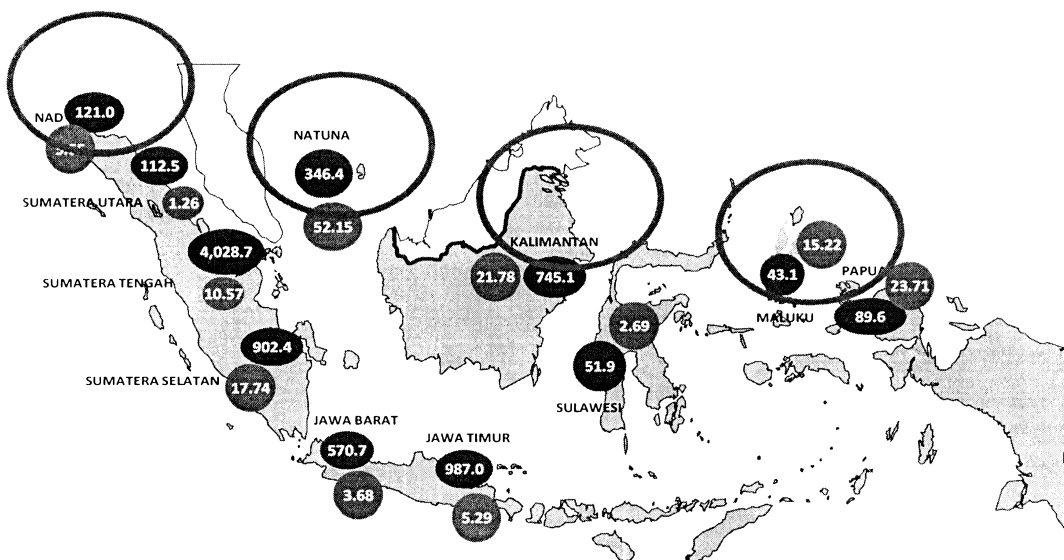 NAD
121.0
NATUNA
346.4
52.15
112.5
SUMATERA UTARA
1.26
4,028.7
SUMATERA TENGAH
10.57
KALIMANTAN
21.78
745.1
15.22
43.1
PAPUA
23.71
MALUKU
89.6
2.69
51.9
SULAWESI
902.4
SUMATERA SELATAN
17.74
JAWA BARAT
570.7
3.68
JAWA TIMUR
987.0
5.29